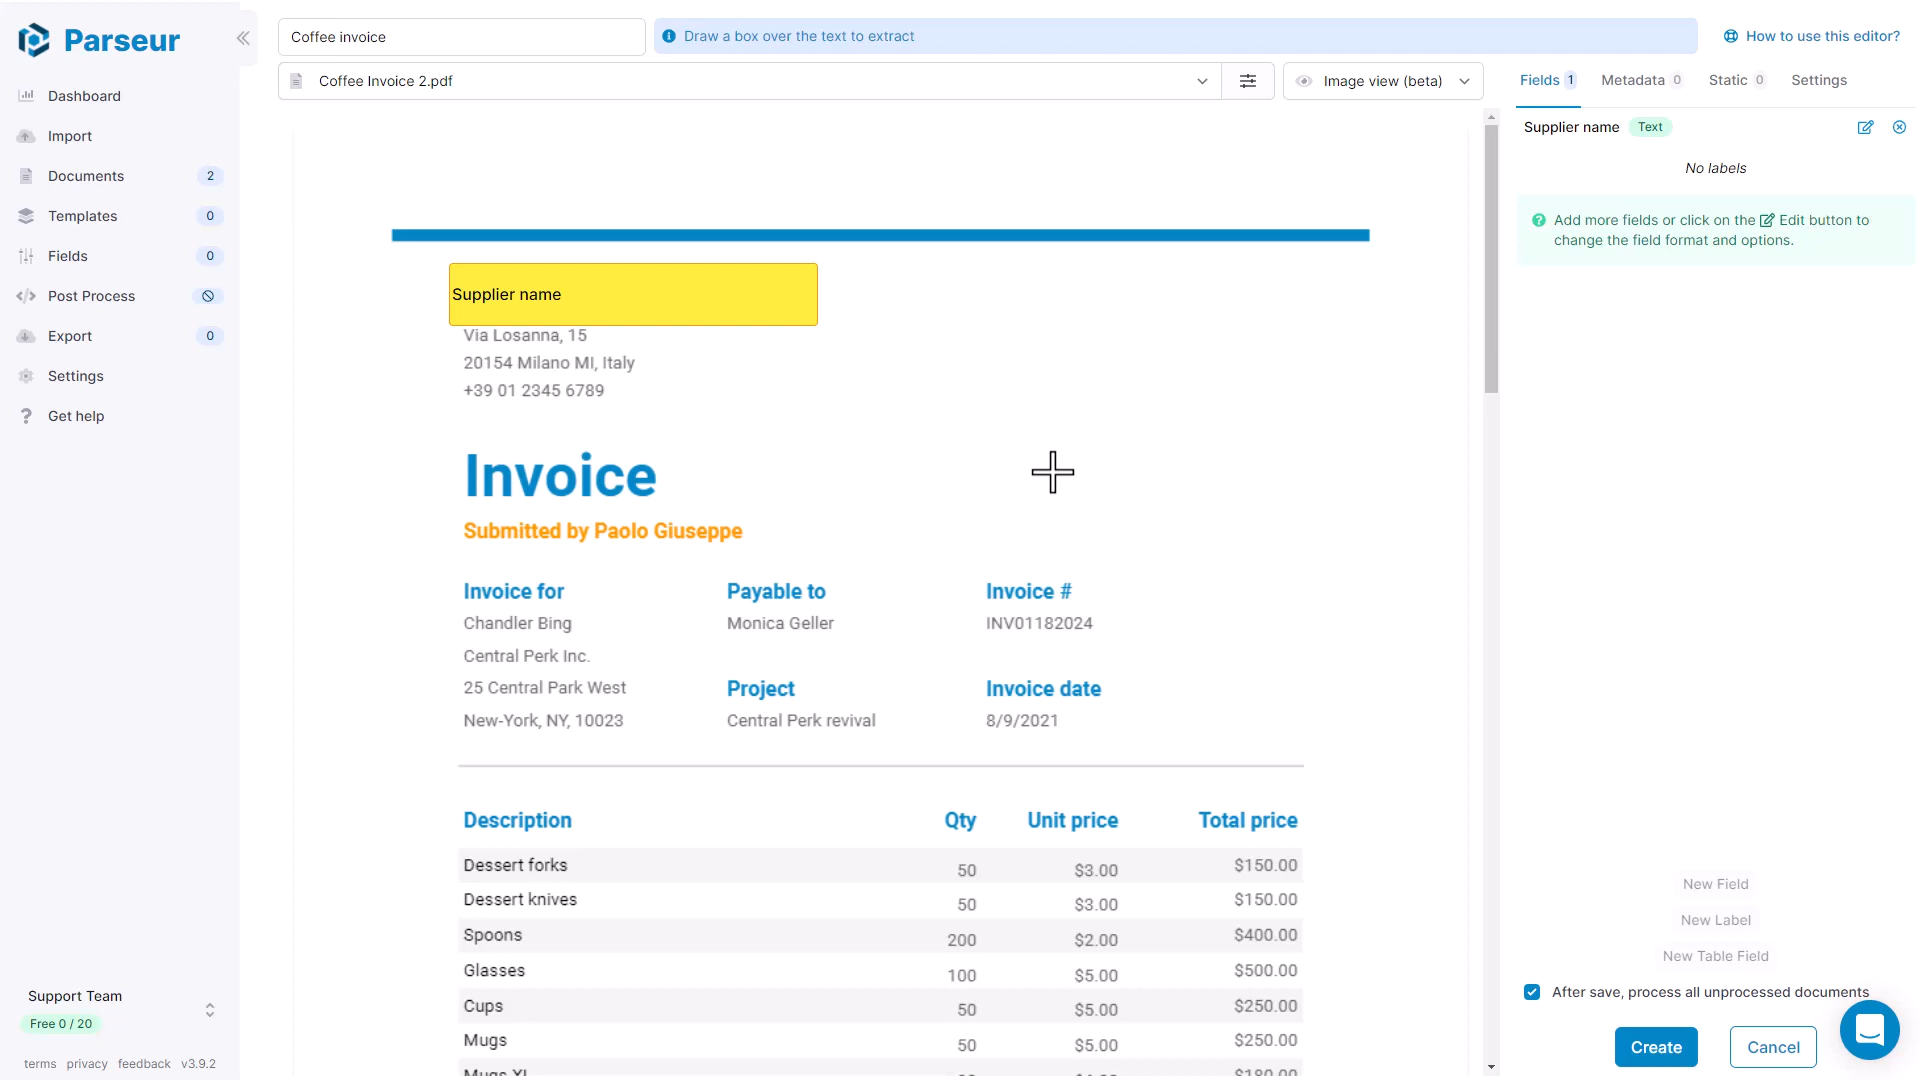 Parseur
Dashboard
Import
Documents 2
Templates 0
Fields 0
Post Process
Export 0
Settings
Get help
Support Team
Free 0 / 20
terms privacy feedback v3.9.2
Coffee invoice
Draw a box over the text to extract
How to use this editor?
Coffee Invoice 2.pdf
Image view (beta)
Supplier name
Via Losanna, 15
20154 Milano MI, Italy
+39 01 2345 6789
Invoice
Submitted by Paolo Giuseppe
Invoice for Payable to Invoice #
Chandler Bing Monica Geller INV01182024
Central Perk Inc.
25 Central Park West Project Invoice date
New-York, NY, 10023 Central Perk revival 8/9/2021
Description Qty Unit price Total price
Dessert forks 50 $3.00 $150.00
Dessert knives 50 $3.00 $150.00
Spoons 200 $2.00 $400.00
Glasses 100 $5.00 $500.00
Cups 50 $5.00 $250.00
Mugs 50 $5.00 $250.00
Mugs XL $180.00
Fields 1 Metadata 0 Static 0 Settings
Supplier name Text
No labels
Add more fields or click on the Edit button to
change the field format and options.
New Field
New Label
New Table Field
After save, process all unprocessed documents
Create Cancel